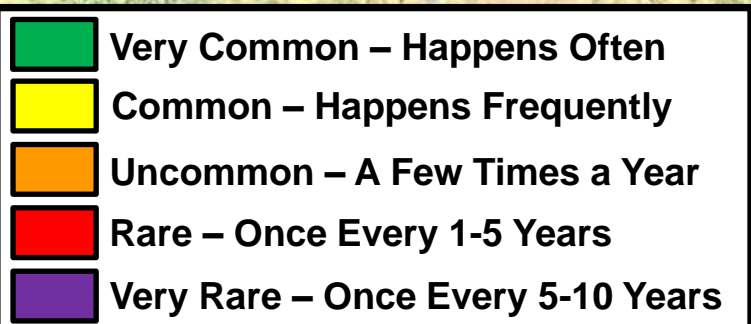 Very Common – Happens Often
Common – Happens Frequently
Uncommon – A Few Times a Year
Rare – Once Every 1-5 Years
Very Rare – Once Every 5-10 Years